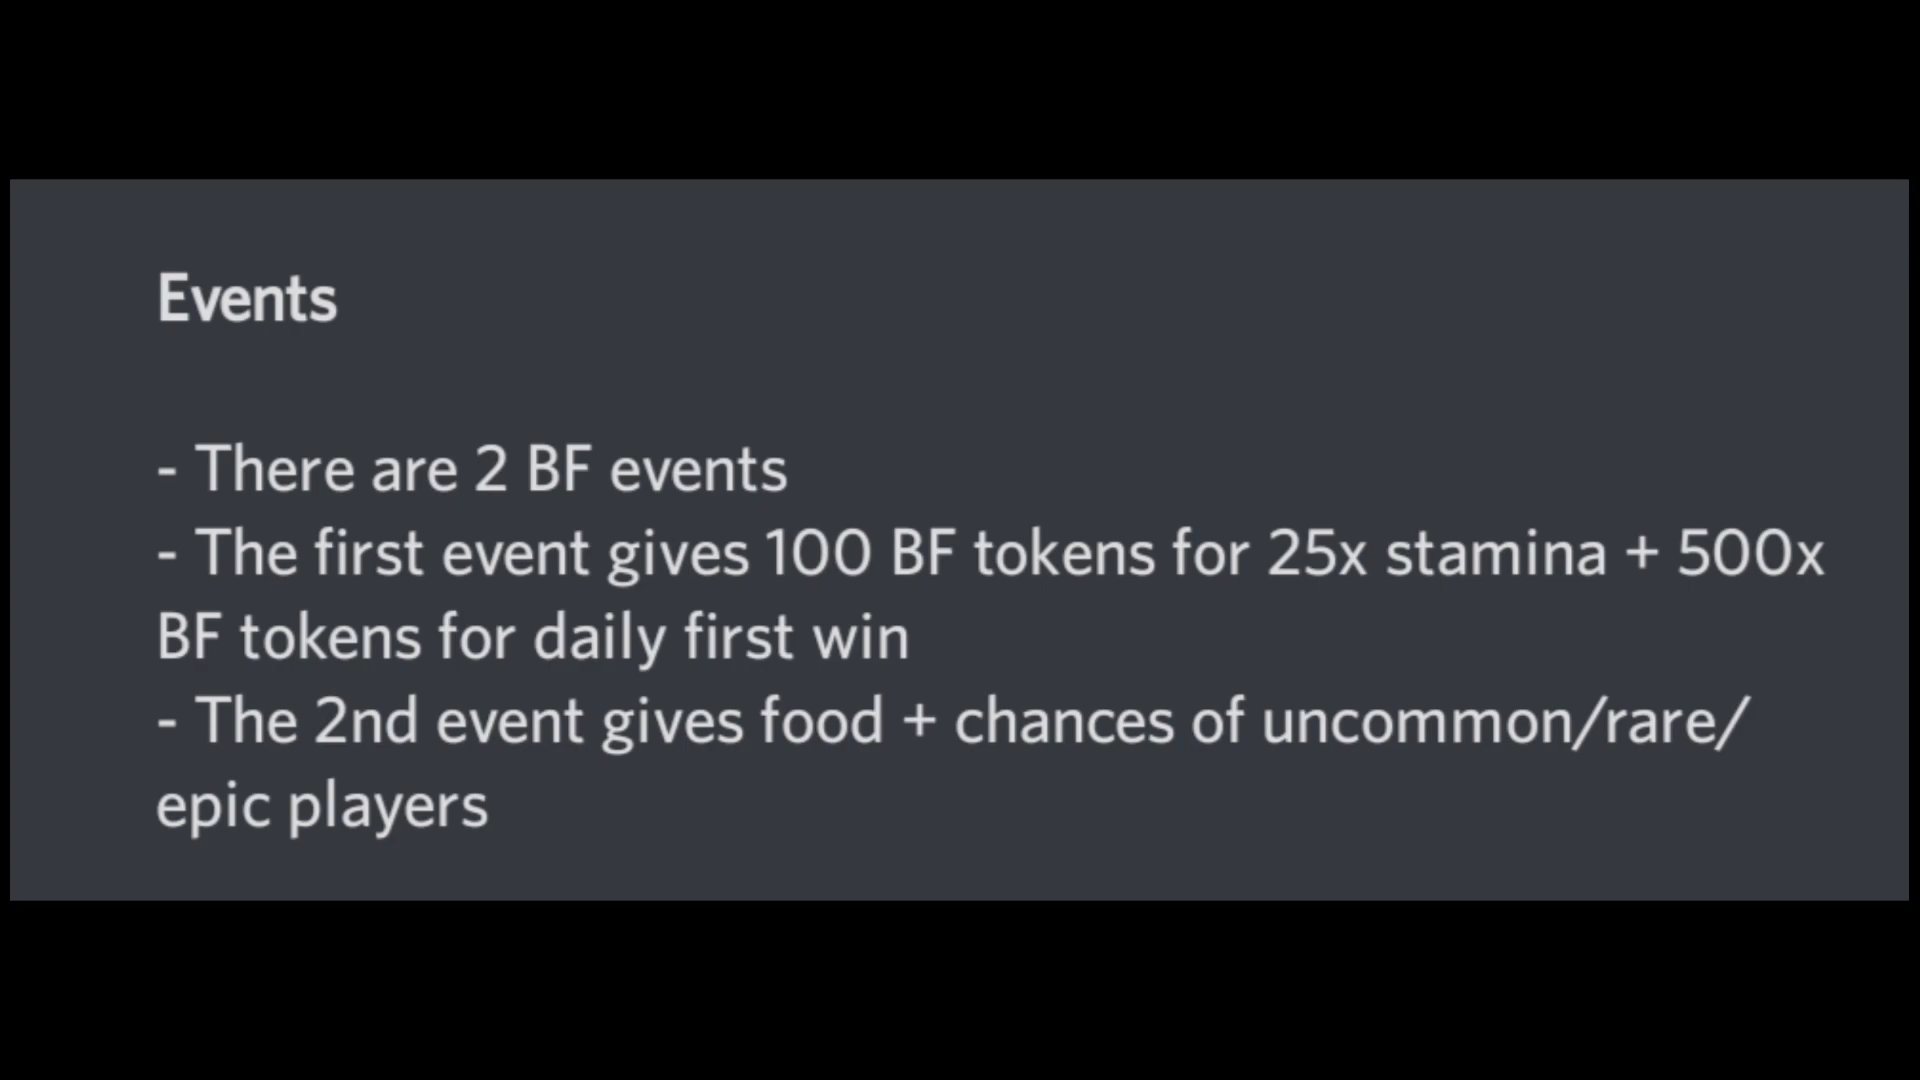 Events
- There are 2 BF events
- The first event gives 100 BF tokens for 25x stamina + 500x
BF tokens for daily first win
- The 2nd event gives food + chances of uncommon/rare/
epic players